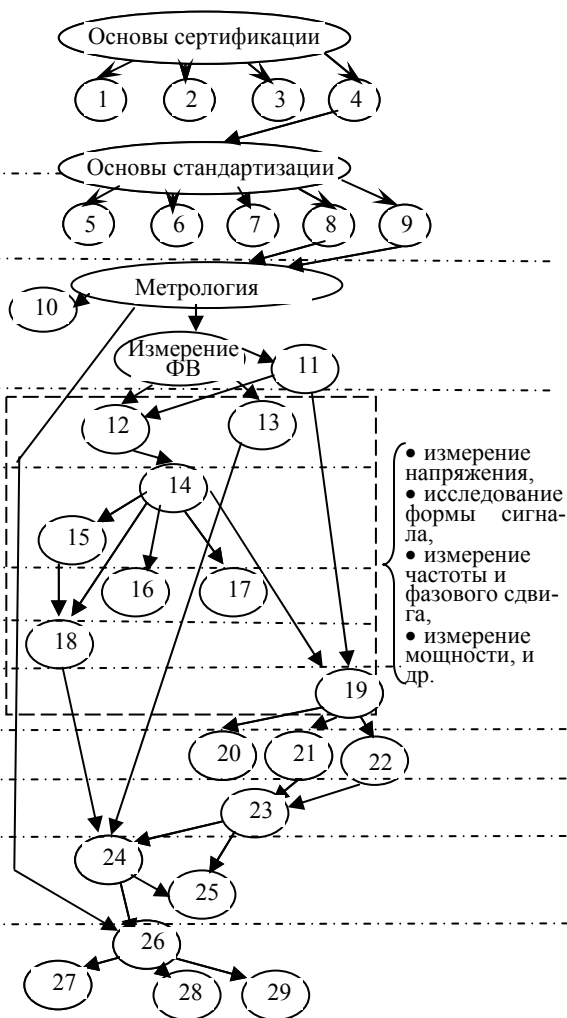 Основы сертификации
1 2 3 4
Основы стандартизации
5 6 7 8 9
Метрология
10
Измерение
ФВ
11
12 13
14
15
16 17
18
19
20 21 22
23
24
25
26
27 28 29
• измерение
напряжения,
• исследование
формы сигна-
ла,
• измерение
частоты и
фазового сдви-
га,
• измерение
мощности, и
др.